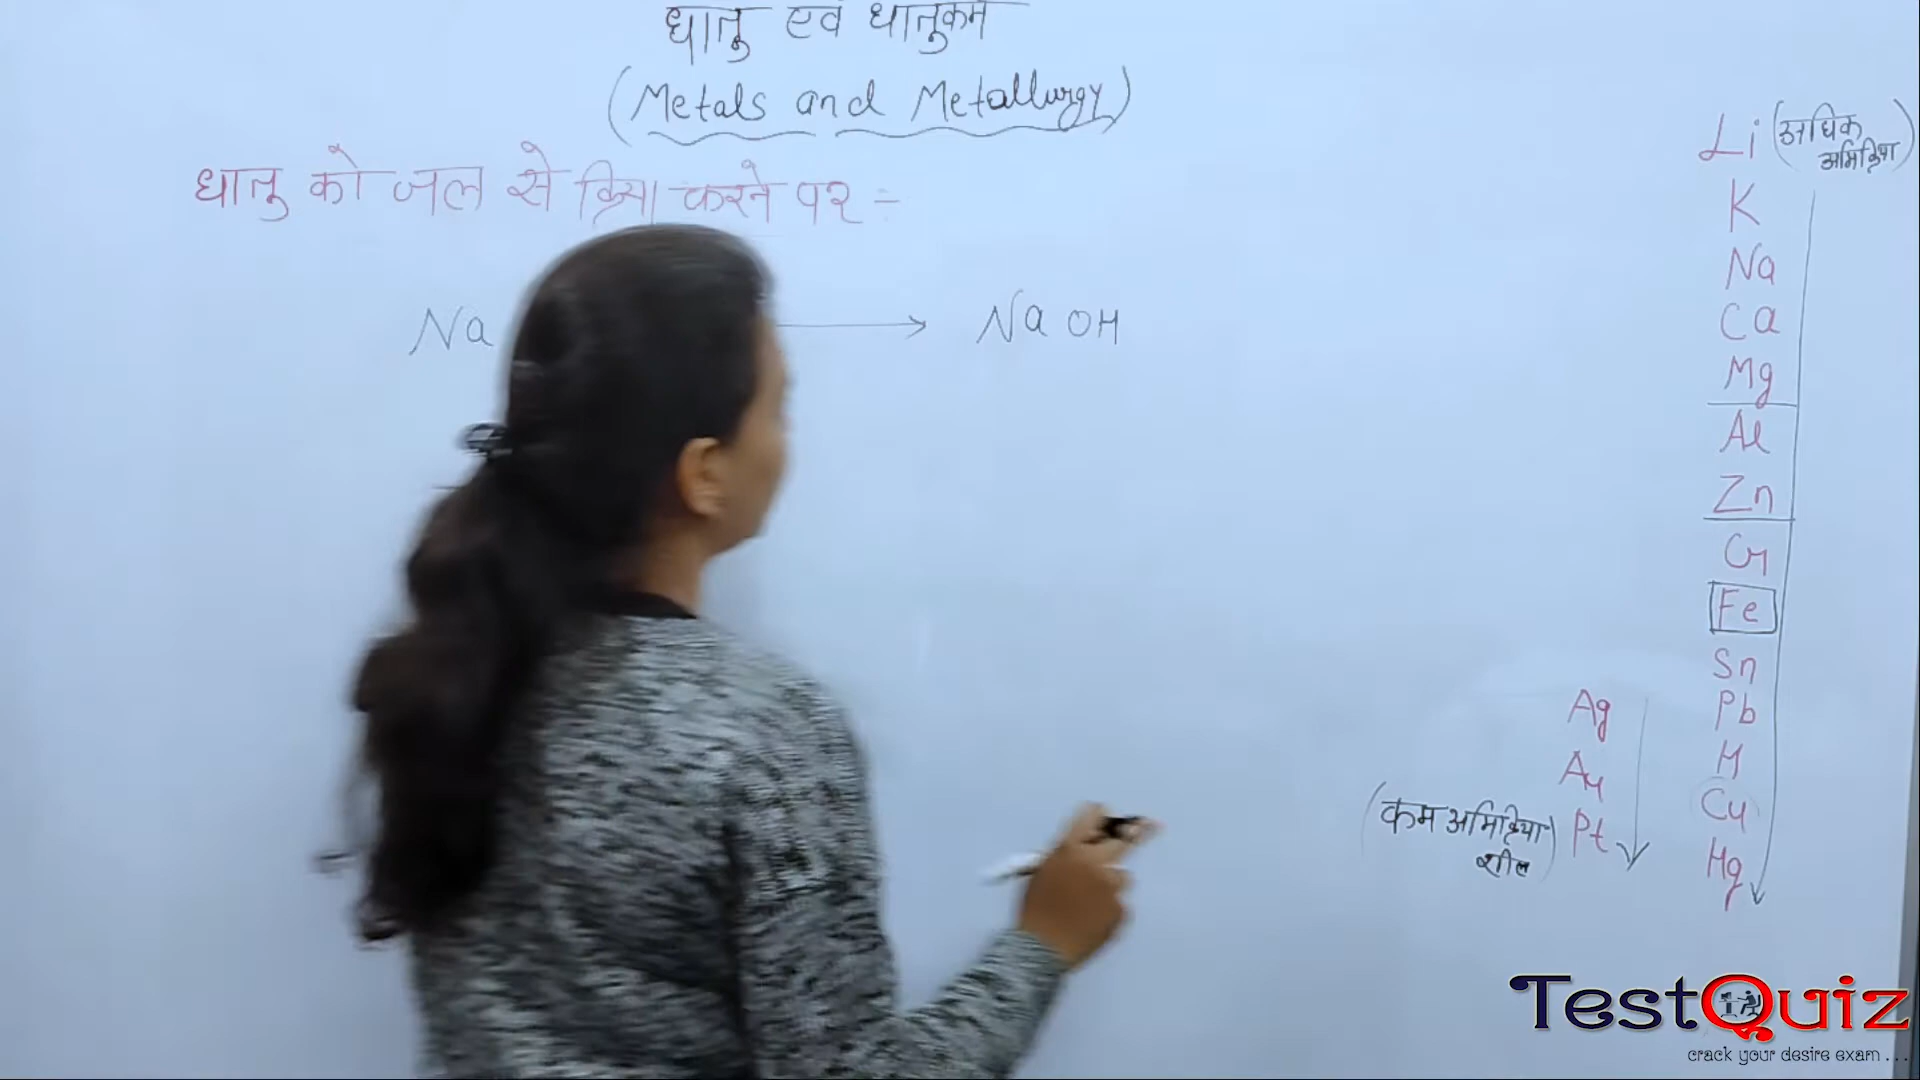 धातु एवं धातुकर्म
(Metals and Metallurgy)
धातु को जल से क्रिया करने पर :-
Na → NaOH
Li (अधिक
अभिक्रिया)
K
Na
Ca
Mg
Al
Zn
Cr
Fe
Sn
Pb
H
Cu
Hg
Ag
Au
Pt
(कम अभिक्रिया
शील)
TestQuiz
crack your desire exam ...